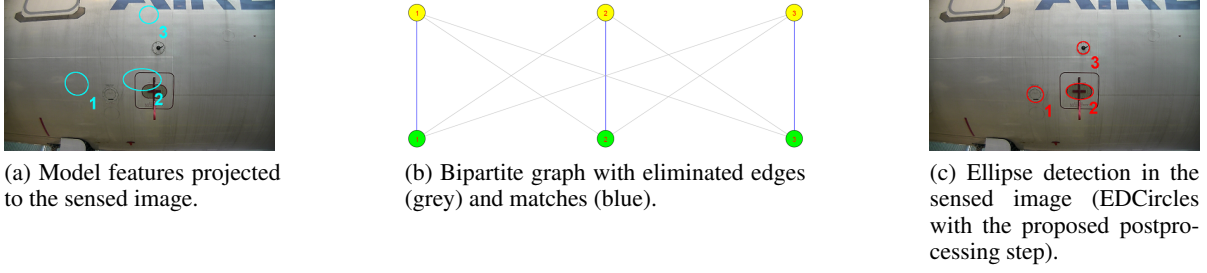 AIRE
3
1
2
1 2 3
1 2 3
AIRE
3
1
2
(a) Model features projected
to the sensed image.
(b) Bipartite graph with eliminated edges
(grey) and matches (blue).
(c) Ellipse detection in the
sensed image (EDCircles
with the proposed postpro-
cessing step).